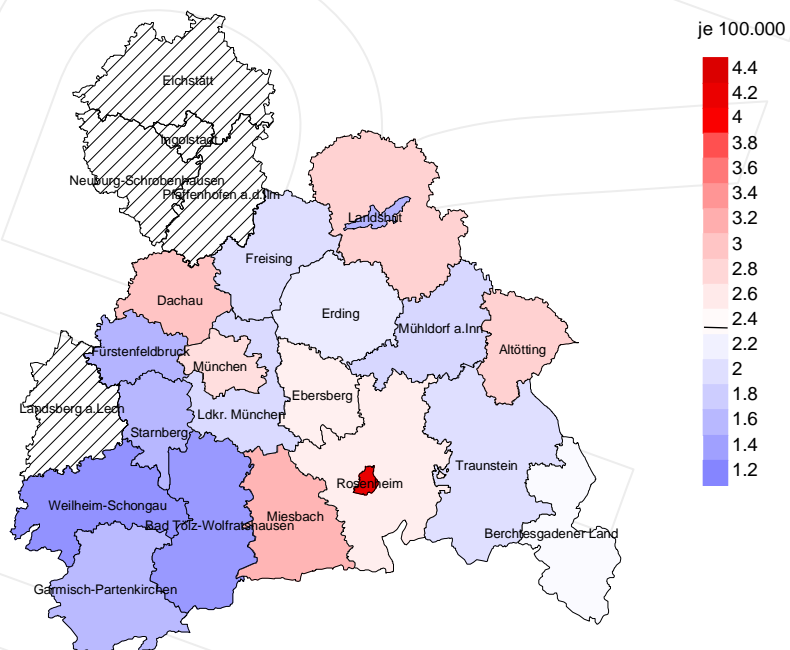 je 100.000
Eichstätt
4.4
4.2
4
Ingolstadt
3.8
3.6
Neuburg-Schrobenhausen
Pfaffenhofen a.d.Ilm
3.4
3.2
Landshut
3
Freising
2.8
Dachau
2.6
Erding
2.4
Mühldorf a.Inn
2.2
Fürstenfeldbruck
Altötting
München
2
Ebersberg
1.8
Landsberg a.Lech
Ldkr. München
1.6
Starnberg
1.4
Traunstein
1.2
Rosenheim
Weilheim-Schongau
Miesbach
Bad Tölz-Wolfratshausen
Berchtesgadener Land
Garmisch-Partenkirchen